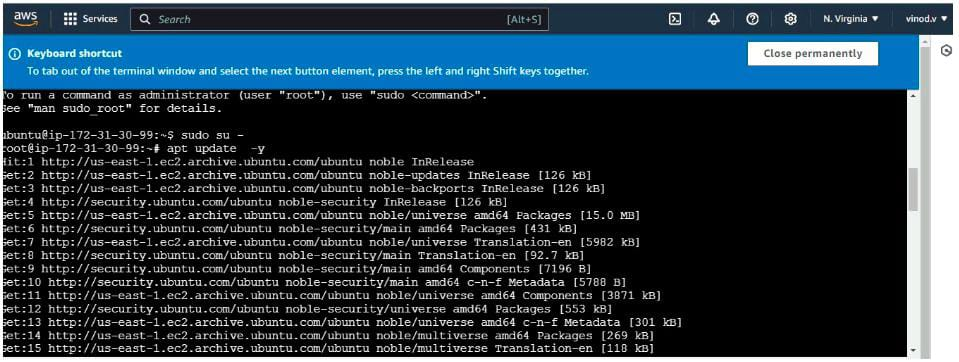 aws
Services
Search
[Alt+S]
N. Virginia
vinod.v
Keyboard shortcut
To tab out of the terminal window and select the next button element, press the left and right Shift keys together.
Close permanently
To run a command as administrator (user "root"), use "sudo <command>".
See "man sudo_root" for details.
ubuntu@ip-172-31-30-99:~$ sudo su -
root@ip-172-31-30-99:~# apt update  -y
Hit:1 http://us-east-1.ec2.archive.ubuntu.com/ubuntu noble InRelease
Get:2 http://us-east-1.ec2.archive.ubuntu.com/ubuntu noble-updates InRelease [126 kB]
Get:3 http://us-east-1.ec2.archive.ubuntu.com/ubuntu noble-backports InRelease [126 kB]
Get:4 http://security.ubuntu.com/ubuntu noble-security InRelease [126 kB]
Get:5 http://us-east-1.ec2.archive.ubuntu.com/ubuntu noble/universe amd64 Packages [15.0 MB]
Get:6 http://security.ubuntu.com/ubuntu noble-security/main amd64 Packages [431 kB]
Get:7 http://us-east-1.ec2.archive.ubuntu.com/ubuntu noble/universe Translation-en [5982 kB]
Get:8 http://security.ubuntu.com/ubuntu noble-security/main Translation-en [92.7 kB]
Get:9 http://security.ubuntu.com/ubuntu noble-security/main amd64 Components [7196 B]
Get:10 http://security.ubuntu.com/ubuntu noble-security/main amd64 c-n-f Metadata [5788 B]
Get:11 http://us-east-1.ec2.archive.ubuntu.com/ubuntu noble/universe amd64 Components [3871 kB]
Get:12 http://security.ubuntu.com/ubuntu noble-security/universe amd64 Packages [553 kB]
Get:13 http://us-east-1.ec2.archive.ubuntu.com/ubuntu noble/universe amd64 c-n-f Metadata [301 kB]
Get:14 http://us-east-1.ec2.archive.ubuntu.com/ubuntu noble/multiverse amd64 Packages [269 kB]
Get:15 http://us-east-1.ec2.archive.ubuntu.com/ubuntu noble/multiverse Translation-en [118 kB]